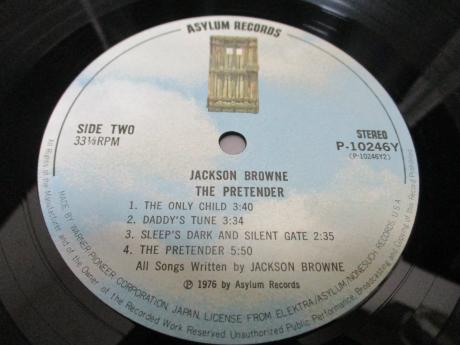 ASYLUM RECORDS
SIDE TWO
33⅓RPM
STEREO
P-10246Y
(P-10246Y2)
JACKSON BROWNE
THE PRETENDER
1. THE ONLY CHILD 3:40
2. DADDY'S TUNE 3:34
3. SLEEP'S DARK AND SILENT GATE 2:35
4. THE PRETENDER 5:50
All Songs Written by JACKSON BROWNE
℗ 1976 by Asylum Records
MADE BY WARNER-PIONEER CORPORATION, JAPAN, LICENSE FROM ELEKTRA/ASYLUM/NONESUCH RECORDS, U.S.A.
All Rights of the Manufacturer and of the Owner of the Recorded Work Reserved. Unauthorized Public Performance, Broadcasting and Copying of this Record Prohibited.